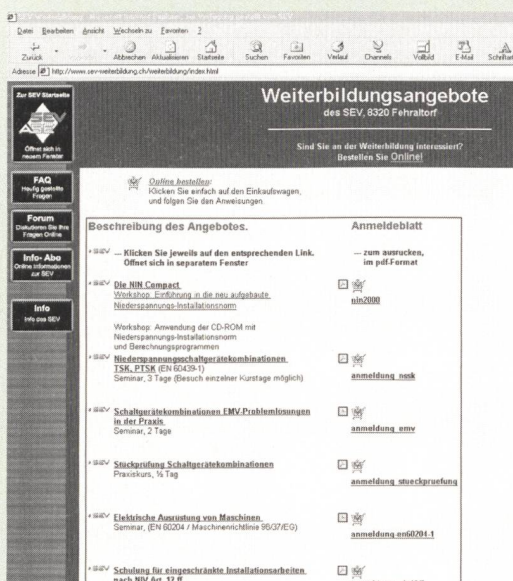 Datei Bearbeiten Ansicht Wechseln zu Favoriten ?
Zurück Abbrechen Aktualisieren Startseite Suchen Favoriten Verlauf Channels Vollbild E-Mail Schriftart
Adresse http://www.sev-weiterbildung.ch/weiterbildung/index.html
Zur SEV Startseite
Öffnet sich in
neuem Fenster
FAQ
Häufig gestellte
Fragen
Forum
Diskutieren Sie Ihre
Fragen Online
Info-Abo
Online Informationen
zur SEV
Info
Info des SEV
Weiterbildungsangebote
des SEV, 8320 Fehraltorf
Sind Sie an der Weiterbildung interessiert?
Bestellen Sie Online!
Online bestellen:
Klicken Sie einfach auf den Einkaufswagen,
und folgen Sie den Anweisungen.
Beschreibung des Angebotes. Anmeldeblatt
--- Klicken Sie jeweils auf den entsprechenden Link. --- zum ausrucken,
Öffnet sich in separatem Fenster im pdf-Format
Die NIN Compact
Workshop: Einführung in die neu aufgebaute nin2000
Niederspannungs-Installationsnorm
Workshop: Anwendung der CD-ROM mit
Niederspannungs-Installationsnorm
und Berechnungsprogrammen
Niederspannungsschaltgerätekombinationen
TSK, PTSK (EN 60439-1)
Seminar, 3 Tage (Besuch einzelner Kurstage möglich) anmeldung_nssk
Schaltgerätekombinationen EMV-Problemlösungen
in der Praxis
Seminar, 2 Tage anmeldung_emv
Stückprüfung Schaltgerätekombinationen
Praxiskurs, ½ Tag
anmeldung_stueckpruefung
Elektrische Ausrüstung von Maschinen
Seminar, (EN 60204 / Maschinenrichtlinie 98/37/EG)
anmeldung_en60204-1
Schulung für eingeschränkte Installationsarbeiten
nach NIV Art. 12 ff